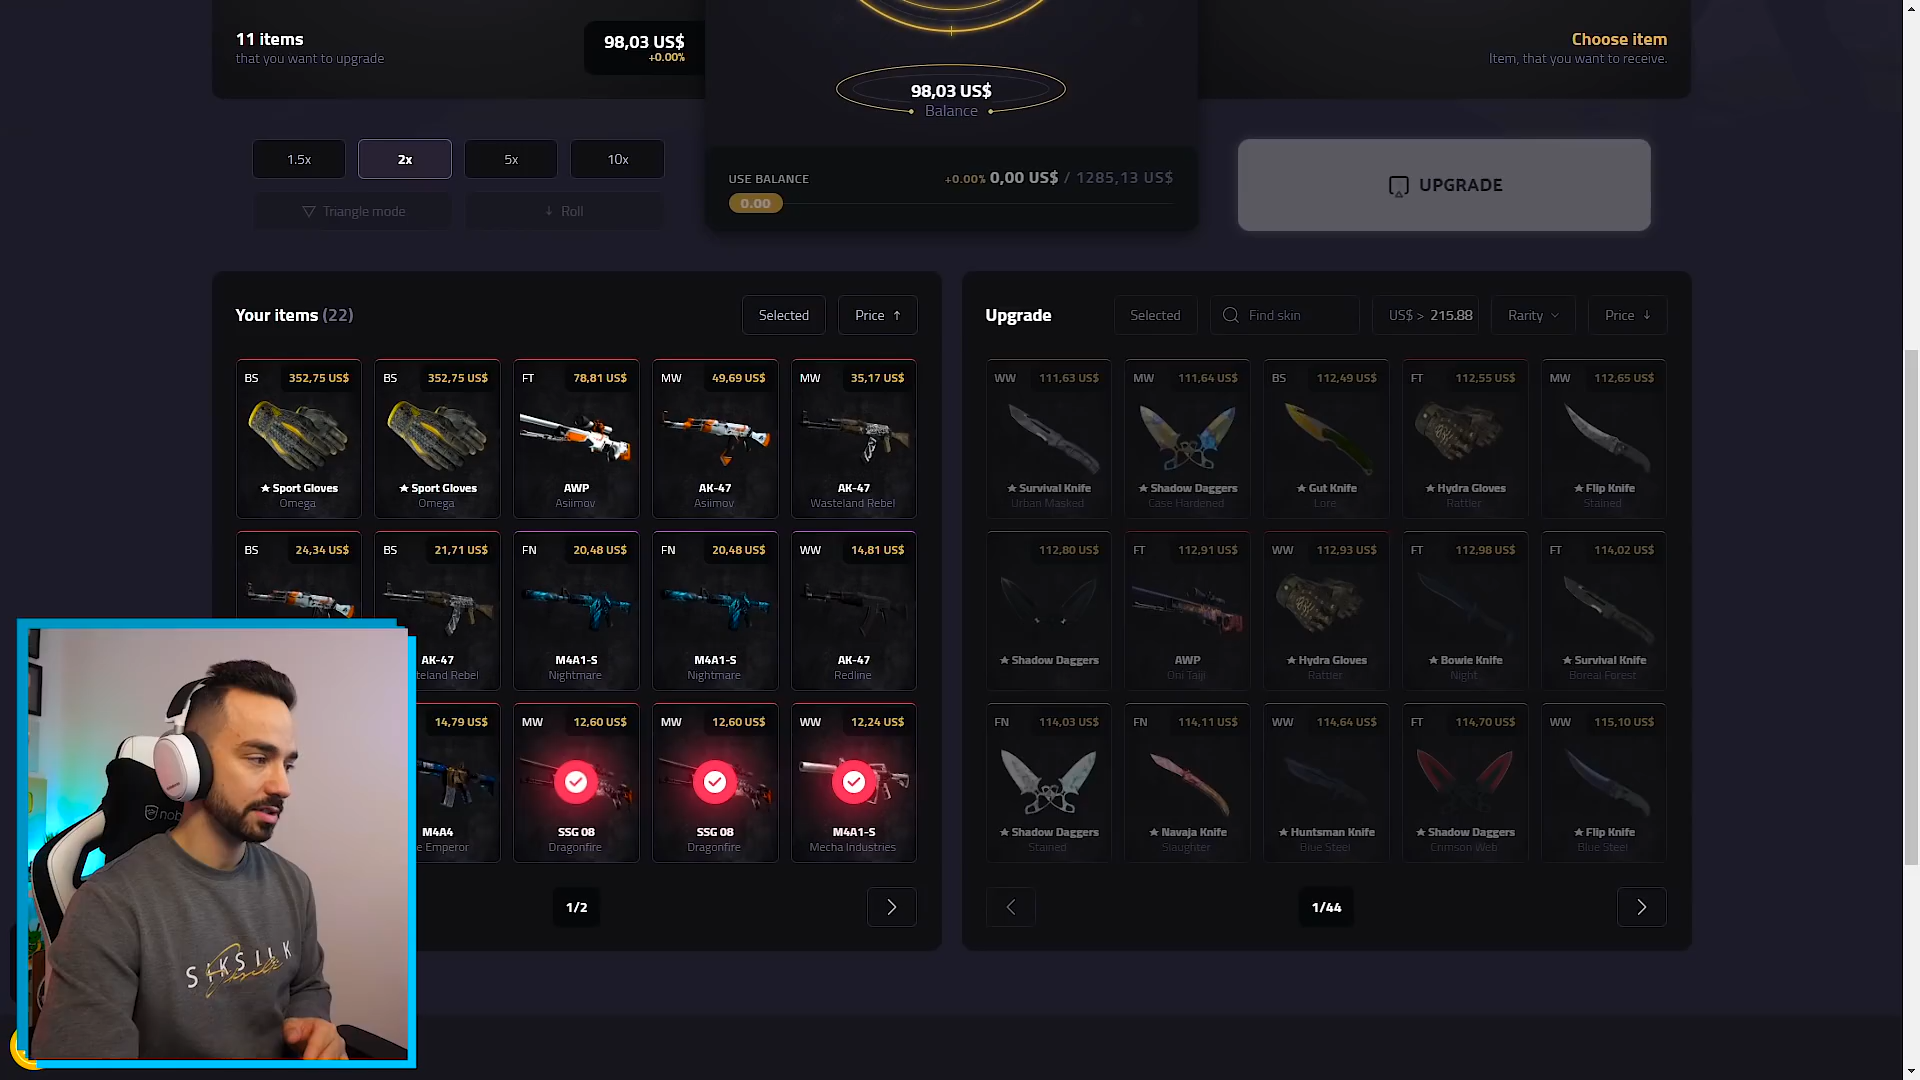 11 items
that you want to upgrade
98,03 US$
+0.00%
98,03 US$
Balance
Choose item
Item, that you want to receive.
1.5x
2x
5x
10x
Triangle mode
Roll
USE BALANCE
+0.00% 0,00 US$ / 1285,13 US$
0.00
UPGRADE
Your items (22)
Selected
Price
BS 352,75 US$
★ Sport Gloves
Omega
BS 352,75 US$
★ Sport Gloves
Omega
FT 78,81 US$
AWP
Asiimov
MW 49,69 US$
AK-47
Asiimov
MW 35,17 US$
AK-47
Wasteland Rebel
BS 24,34 US$
BS 21,71 US$
AK-47
teland Rebel
FN 20,48 US$
M4A1-S
Nightmare
FN 20,48 US$
M4A1-S
Nightmare
WW 14,81 US$
AK-47
Redline
14,79 US$
M4A4
e Emperor
MW 12,60 US$
SSG 08
Dragonfire
MW 12,60 US$
SSG 08
Dragonfire
WW 12,24 US$
M4A1-S
Mecha Industries
1/2
Upgrade
Selected
Find skin
US$ > 215.88
Rarity
Price
WW 111,63 US$
★ Survival Knife
Urban Masked
MW 111,64 US$
★ Shadow Daggers
Case Hardened
BS 112,49 US$
★ Gut Knife
Lore
FT 112,55 US$
★ Hydra Gloves
Rattler
MW 112,65 US$
★ Flip Knife
Stained
112,80 US$
★ Shadow Daggers
FT 112,91 US$
AWP
Oni Taiji
WW 112,93 US$
★ Hydra Gloves
Rattler
FT 112,98 US$
★ Bowie Knife
Night
FT 114,02 US$
★ Survival Knife
Boreal Forest
FN 114,03 US$
★ Shadow Daggers
Stained
FN 114,11 US$
★ Navaja Knife
Slaughter
WW 114,64 US$
★ Huntsman Knife
Blue Steel
FT 114,70 US$
★ Shadow Daggers
Crimson Web
WW 115,10 US$
★ Flip Knife
Blue Steel
1/44
nob
SIKSILK